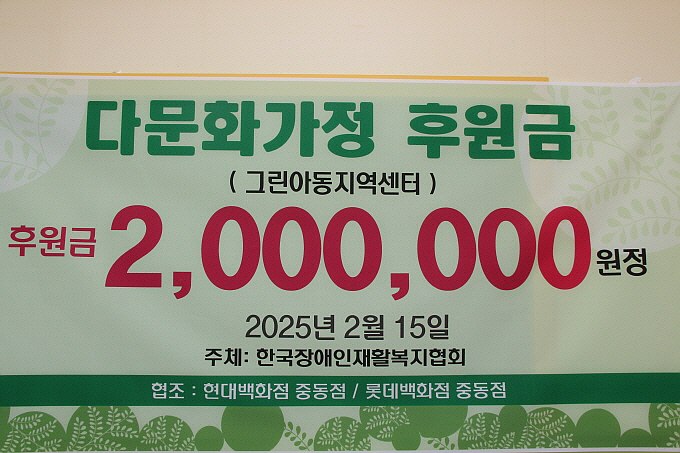 다문화가정 후원금
( 그린아동지역센터 )
후원금 2,000,000 원정
2025년 2월 15일
주체: 한국장애인재활복지협회
협조 : 현대백화점 중동점 / 롯데백화점 중동점